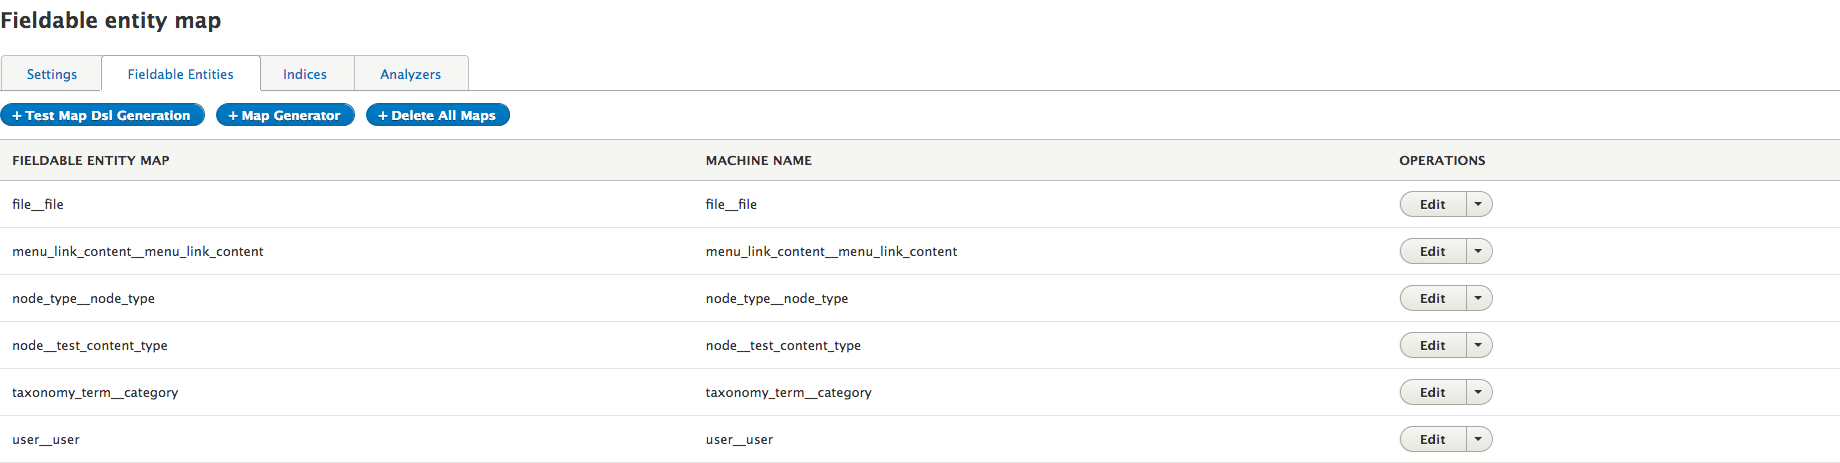 Fieldable entity map
Settings Fieldable Entities Indices Analyzers
+ Test Map Dsl Generation + Map Generator + Delete All Maps
FIELDABLE ENTITY MAP MACHINE NAME OPERATIONS
file__file file__file Edit
menu_link_content__menu_link_content menu_link_content__menu_link_content Edit
node_type__node_type node_type__node_type Edit
node__test_content_type node__test_content_type Edit
taxonomy_term__category taxonomy_term__category Edit
user__user user__user Edit